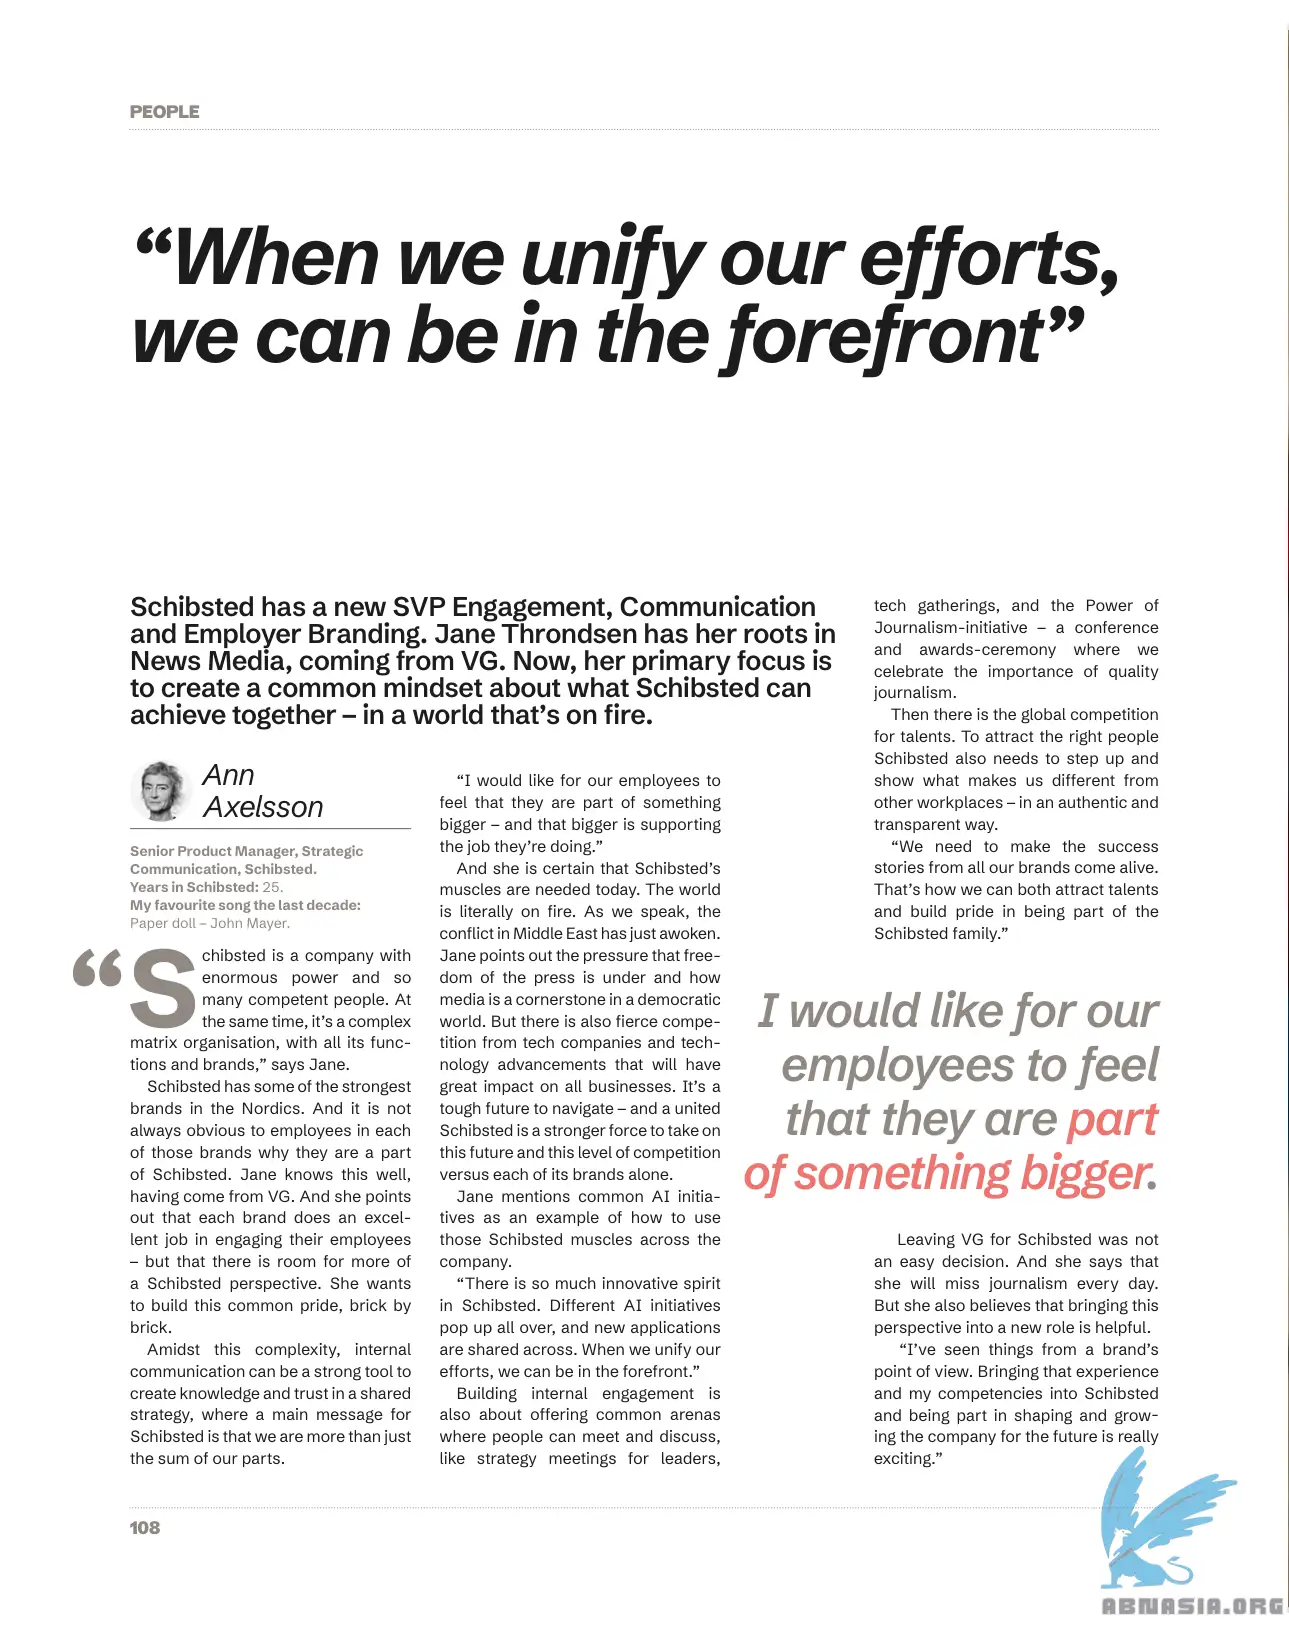 PEOPLE
“When we unify our efforts,
we can be in the forefront”
Schibsted has a new SVP Engagement, Communication
and Employer Branding. Jane Throndsen has her roots in
News Media, coming from VG. Now, her primary focus is
to create a common mindset about what Schibsted can
achieve together – in a world that’s on fire.
Ann
Axelsson
Senior Product Manager, Strategic
Communication, Schibsted.
Years in Schibsted: 25.
My favourite song the last decade:
Paper doll – John Mayer.
“Schibsted is a company with
enormous power and so
many competent people. At
the same time, it’s a complex
matrix organisation, with all its func-
tions and brands,” says Jane.
Schibsted has some of the strongest
brands in the Nordics. And it is not
always obvious to employees in each
of those brands why they are a part
of Schibsted. Jane knows this well,
having come from VG. And she points
out that each brand does an excel-
lent job in engaging their employees
– but that there is room for more of
a Schibsted perspective. She wants
to build this common pride, brick by
brick.
Amidst this complexity, internal
communication can be a strong tool to
create knowledge and trust in a shared
strategy, where a main message for
Schibsted is that we are more than just
the sum of our parts.
“I would like for our employees to
feel that they are part of something
bigger – and that bigger is supporting
the job they’re doing.”
And she is certain that Schibsted’s
muscles are needed today. The world
is literally on fire. As we speak, the
conflict in Middle East has just awoken.
Jane points out the pressure that free-
dom of the press is under and how
media is a cornerstone in a democratic
world. But there is also fierce compe-
tition from tech companies and tech-
nology advancements that will have
great impact on all businesses. It’s a
tough future to navigate – and a united
Schibsted is a stronger force to take on
this future and this level of competition
versus each of its brands alone.
Jane mentions common AI initia-
tives as an example of how to use
those Schibsted muscles across the
company.
“There is so much innovative spirit
in Schibsted. Different AI initiatives
pop up all over, and new applications
are shared across. When we unify our
efforts, we can be in the forefront.”
Building internal engagement is
also about offering common arenas
where people can meet and discuss,
like strategy meetings for leaders,
tech gatherings, and the Power of
Journalism-initiative – a conference
and awards-ceremony where we
celebrate the importance of quality
journalism.
Then there is the global competition
for talents. To attract the right people
Schibsted also needs to step up and
show what makes us different from
other workplaces – in an authentic and
transparent way.
“We need to make the success
stories from all our brands come alive.
That’s how we can both attract talents
and build pride in being part of the
Schibsted family.”
I would like for our
employees to feel
that they are part
of something bigger.
Leaving VG for Schibsted was not
an easy decision. And she says that
she will miss journalism every day.
But she also believes that bringing this
perspective into a new role is helpful.
“I’ve seen things from a brand’s
point of view. Bringing that experience
and my competencies into Schibsted
and being part in shaping and grow-
ing the company for the future is really
exciting.”
108
ABNASIA.ORG